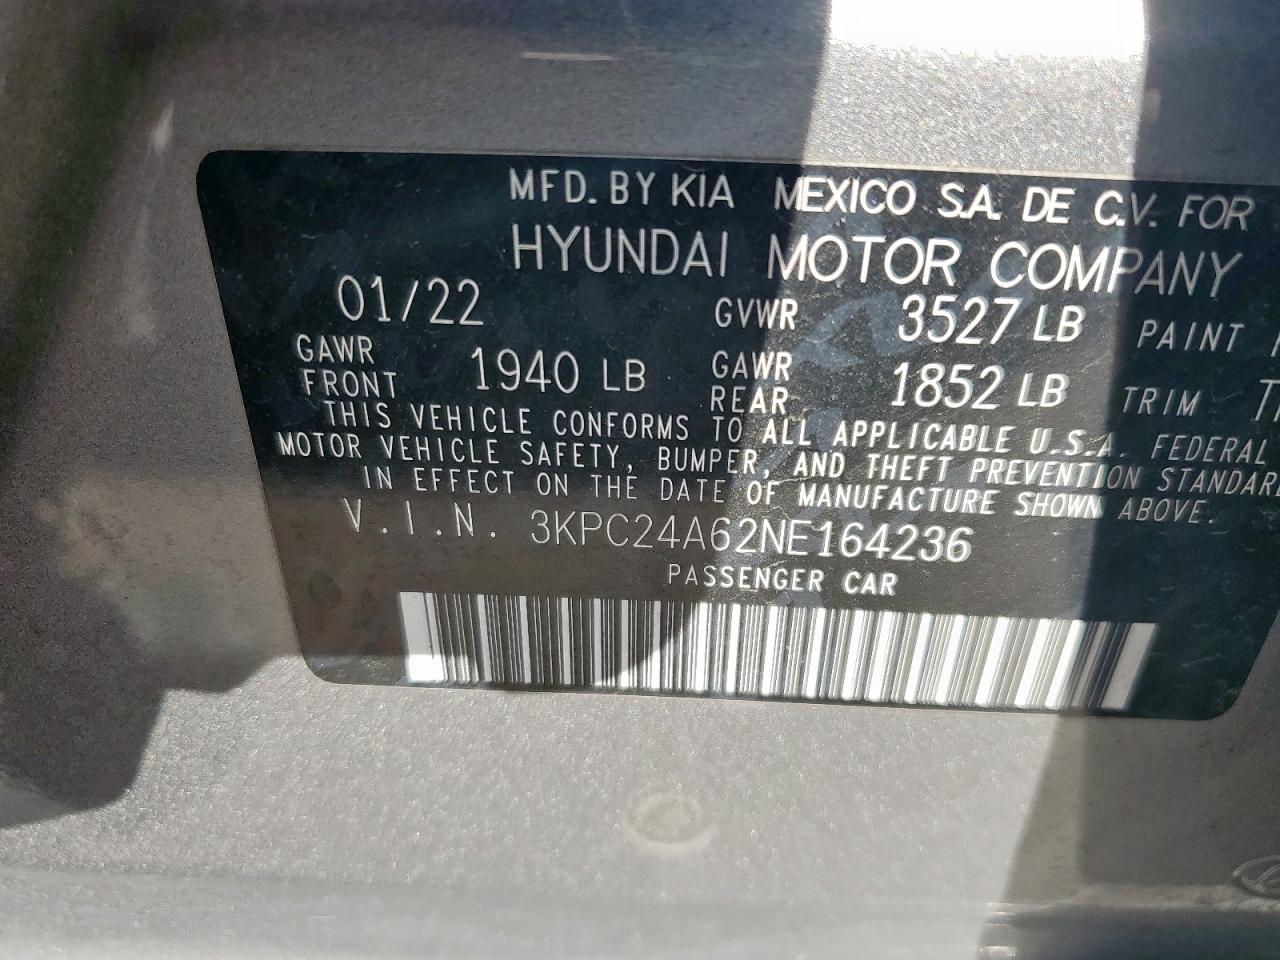 MFD. BY KIA MEXICO S.A. DE C.V. FOR
HYUNDAI MOTOR COMPANY
01/22 GVWR 3527 LB PAINT
GAWR FRONT 1940 LB GAWR REAR 1852 LB TRIM
THIS VEHICLE CONFORMS TO ALL APPLICABLE U.S.A. FEDERAL
MOTOR VEHICLE SAFETY, BUMPER, AND THEFT PREVENTION
IN EFFECT ON THE DATE OF MANUFACTURE SHOWN ABOVE.
V.I.N. 3KPC24A62NE164236
PASSENGER CAR